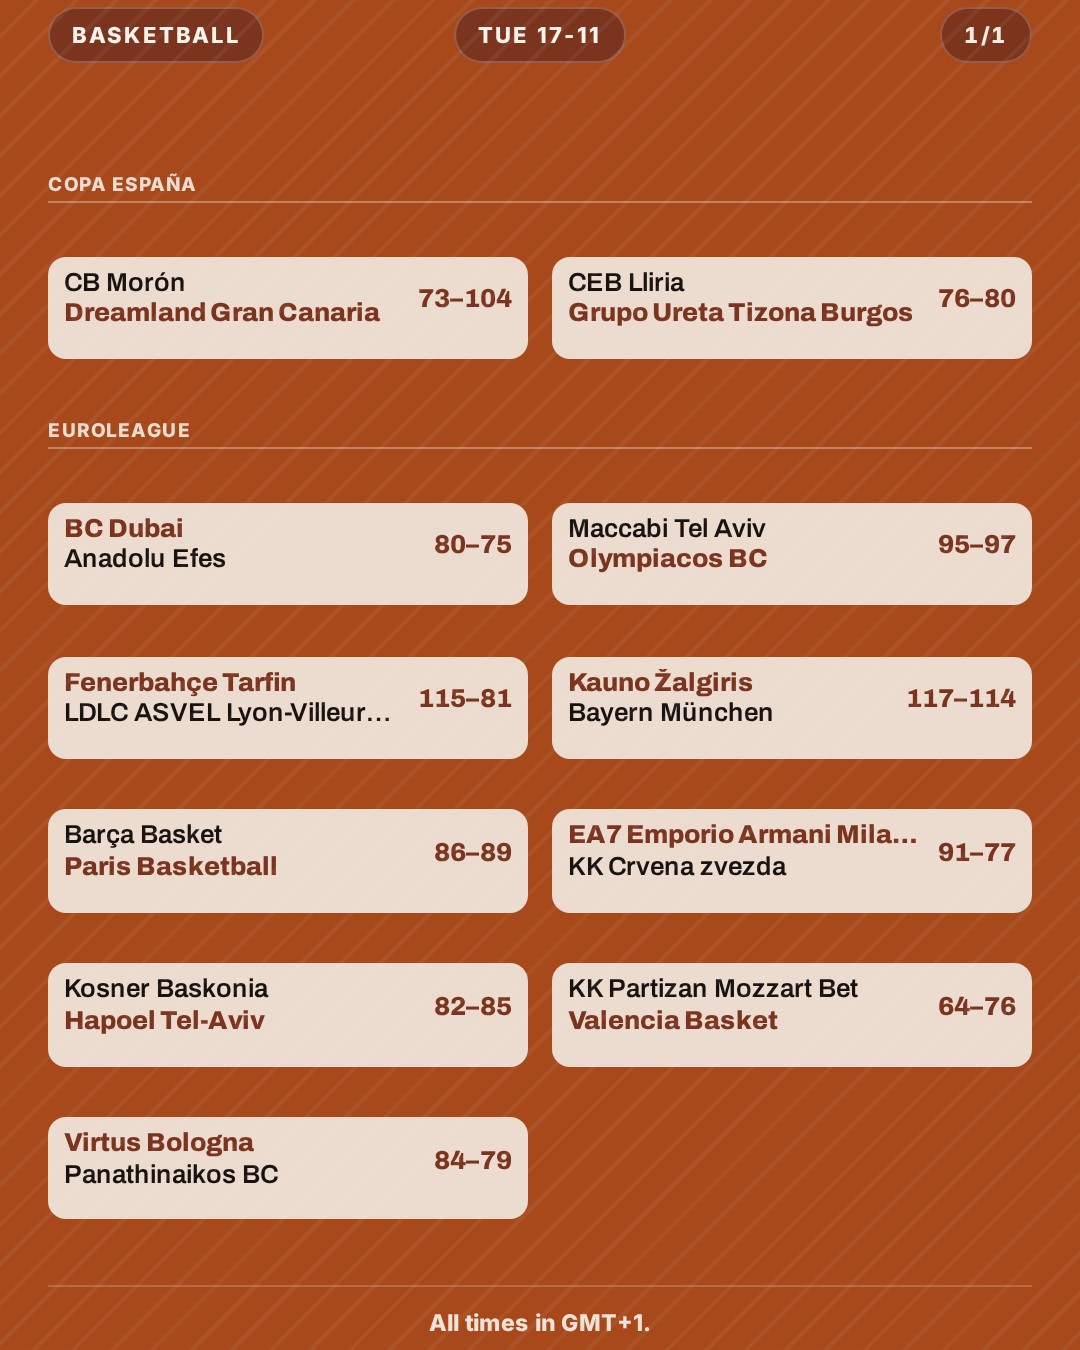 BASKETBALL
TUE 17-11
1/1
COPA ESPAÑA
CB Morón
Dreamland Gran Canaria
73–104
CEB Lliria
Grupo Ureta Tizona Burgos
76–80
EUROLEAGUE
BC Dubai
Anadolu Efes
80–75
Maccabi Tel Aviv
Olympiacos BC
95–97
Fenerbahçe Tarfin
LDLC ASVEL Lyon-Villeur…
115–81
Kauno Žalgiris
Bayern München
117–114
Barça Basket
Paris Basketball
86–89
EA7 Emporio Armani Mila…
KK Crvena zvezda
91–77
Kosner Baskonia
Hapoel Tel-Aviv
82–85
KK Partizan Mozzart Bet
Valencia Basket
64–76
Virtus Bologna
Panathinaikos BC
84–79
All times in GMT+1.